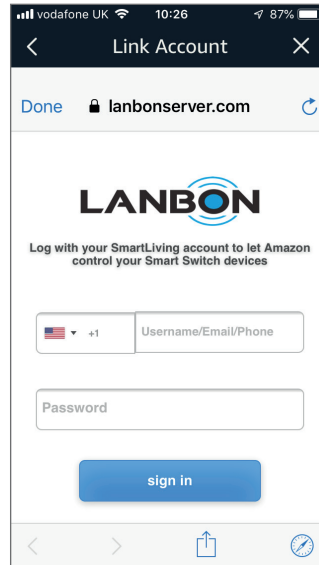 vodafone UK 10:26 87%
Link Account
Done lanbonserver.com
LANBON
Log with your SmartLiving account to let Amazon
control your Smart Switch devices
+1 Username/Email/Phone
Password
sign in